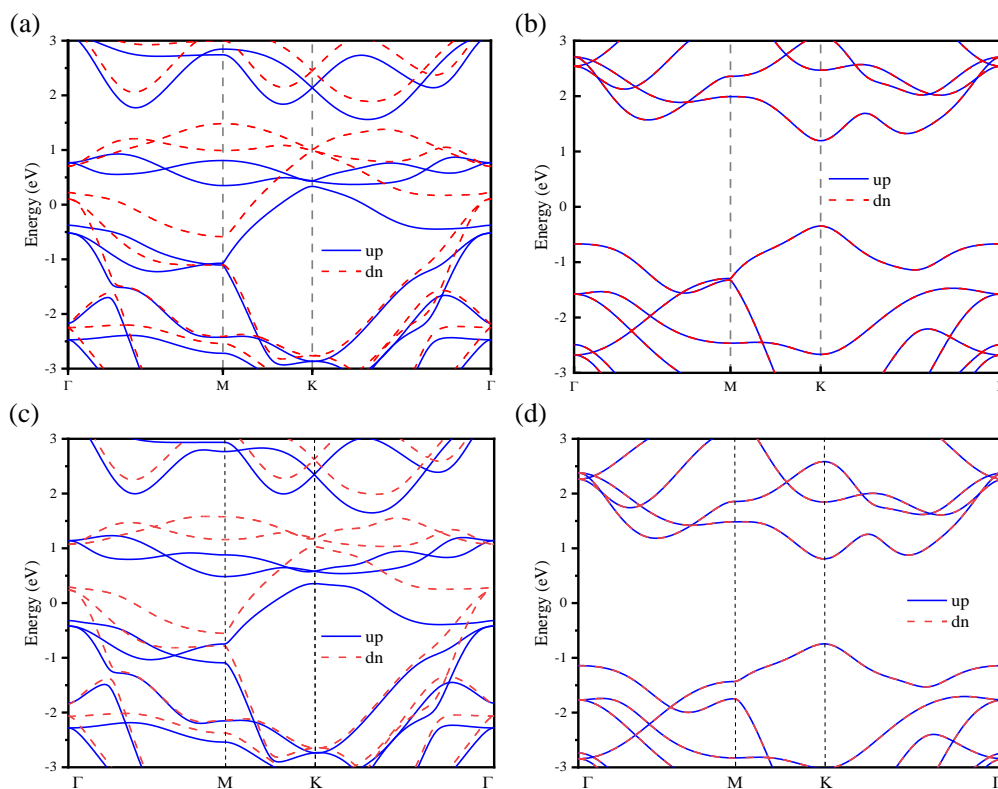 (a)
3
2
1
0
-1
-2
-3
Energy (eV)
up
dn
Γ M K Γ
(b)
3
2
1
0
-1
-2
-3
Energy (eV)
up
dn
Γ M K
(c)
3
2
1
0
-1
-2
-3
Energy (eV)
up
dn
Γ M K Γ
(d)
3
2
1
0
-1
-2
-3
Energy (eV)
up
dn
Γ M K Γ